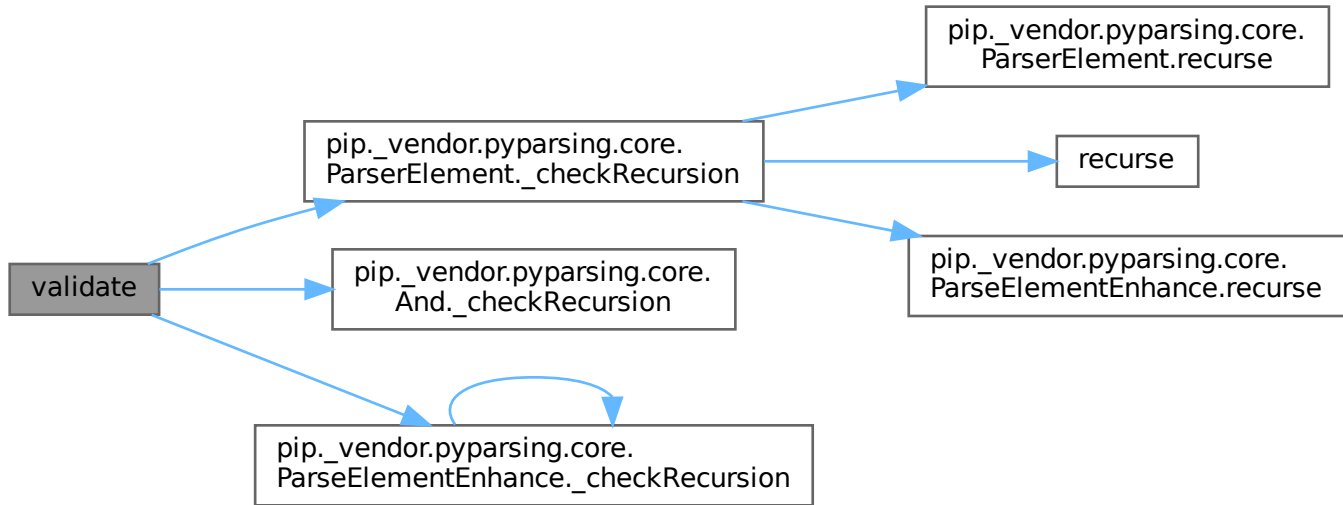 validate
pip._vendor.pyparsing.core.
ParserElement._checkRecursion
pip._vendor.pyparsing.core.
And._checkRecursion
pip._vendor.pyparsing.core.
ParseElementEnhance._checkRecursion
pip._vendor.pyparsing.core.
ParserElement.recurse
recurse
pip._vendor.pyparsing.core.
ParseElementEnhance.recurse